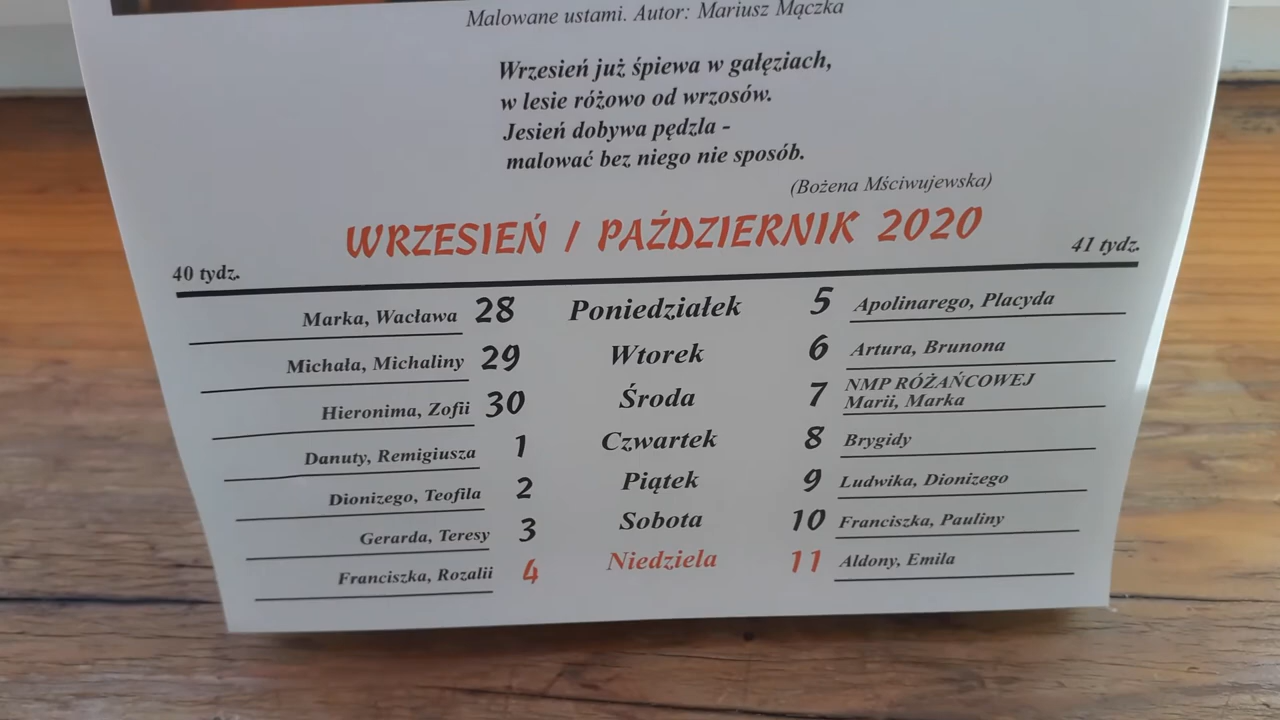 Malowane ustami. Autor: Mariusz Mączka
Wrzesień już śpiewa w gałęziach,
w lesie różowo od wrzosów.
Jesień dobywa pędzla -
malować bez niego nie sposób.
(Bożena Mściwujewska)
WRZESIEŃ / PAŹDZIERNIK 2020
40 tydz. 41 tydz.
Marka, Wacława 28 Poniedziałek 5 Apolinarego, Placyda
Michała, Michaliny 29 Wtorek 6 Artura, Brunona
Hieronima, Zofii 30 Środa 7 NMP RÓŻAŃCOWEJ
Marii, Marka
Danuty, Remigiusza 1 Czwartek 8 Brygidy
Dionizego, Teofila 2 Piątek 9 Ludwika, Dionizego
Gerarda, Teresy 3 Sobota 10 Franciszka, Pauliny
Franciszka, Rozalii 4 Niedziela 11 Aldony, Emila